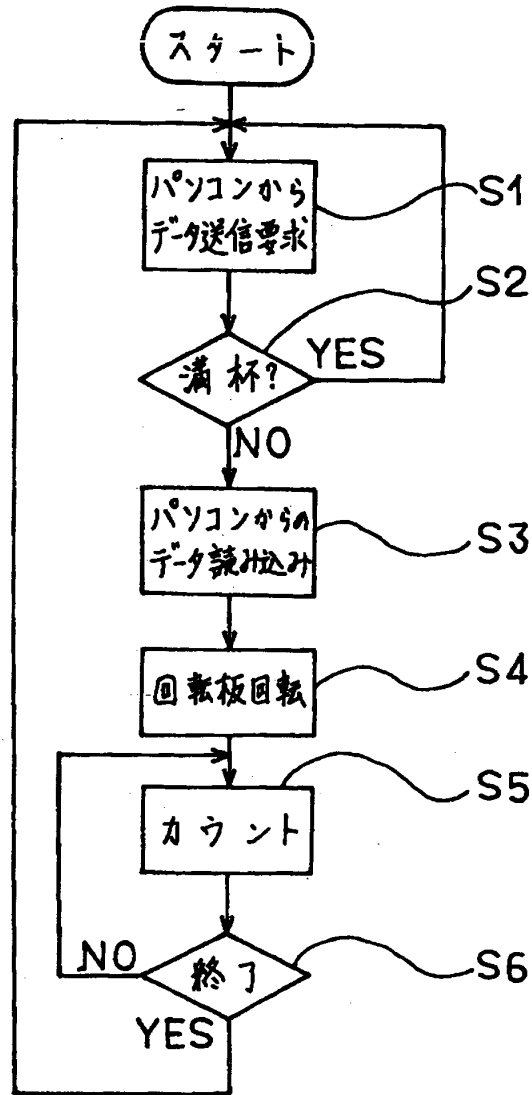 スタート
パソコンから
データ送信要求
S1
S2
満杯?
YES
NO
パソコンからの
データ読み込み
S3
回転板回転
S4
カウント
S5
終了
NO
S6
YES